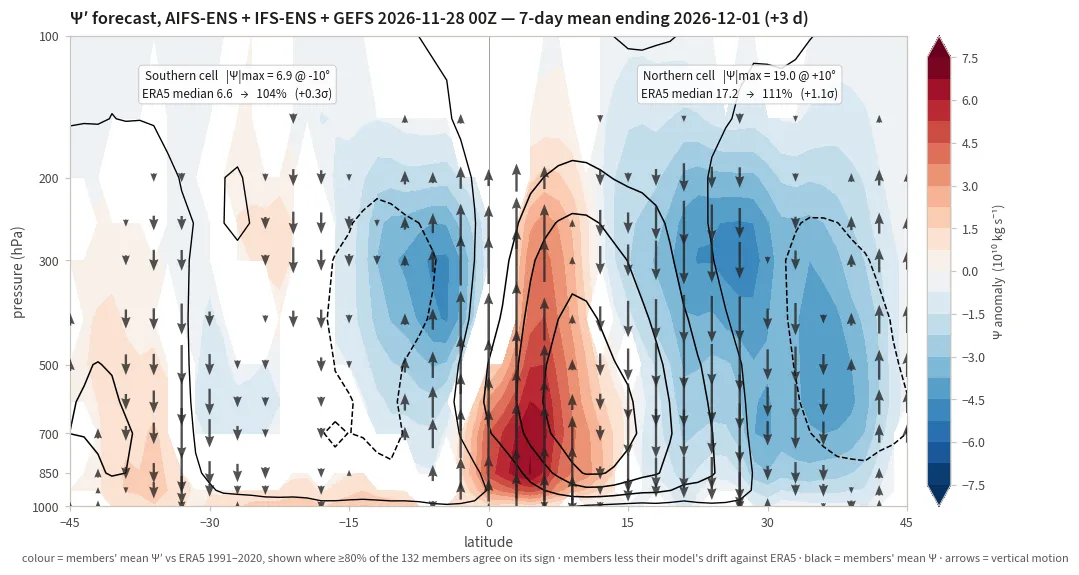 Ψ′ forecast, AIFS-ENS + IFS-ENS + GEFS 2026-11-28 00Z — 7-day mean ending 2026-12-01 (+3 d)
Southern cell |Ψ|max = 6.9 @ -10°
ERA5 median 6.6 → 104% (+0.3σ)
Northern cell |Ψ|max = 19.0 @ +10°
ERA5 median 17.2 → 111% (+1.1σ)
pressure (hPa)
100
200
300
400
500
700
850
1000
−45
−30
−15
0
15
30
45
latitude
7.5
6.0
4.5
3.0
1.5
0.0
−1.5
−3.0
−4.5
−6.0
−7.5
Ψ anomaly (10¹⁰ kg s⁻¹)
colour = members' mean Ψ′ vs ERA5 1991–2020, shown where ≥80% of the 132 members agree on its sign · members less their model's drift against ERA5 · black = members' mean Ψ · arrows = vertical motion